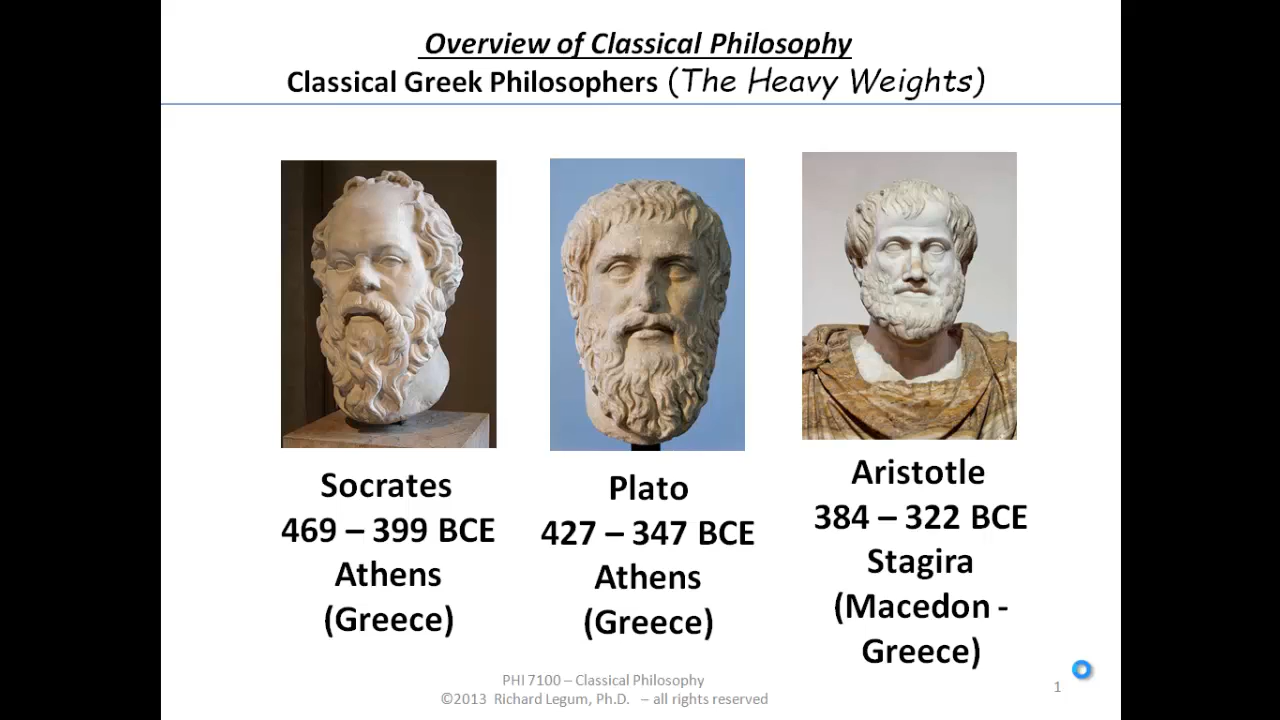 Overview of Classical Philosophy
Classical Greek Philosophers (The Heavy Weights)
Socrates
469 – 399 BCE
Athens
(Greece)
Plato
427 – 347 BCE
Athens
(Greece)
Aristotle
384 – 322 BCE
Stagira
(Macedon -
Greece)
PHI 7100 – Classical Philosophy
©2013 Richard Legum, Ph.D. – all rights reserved
1